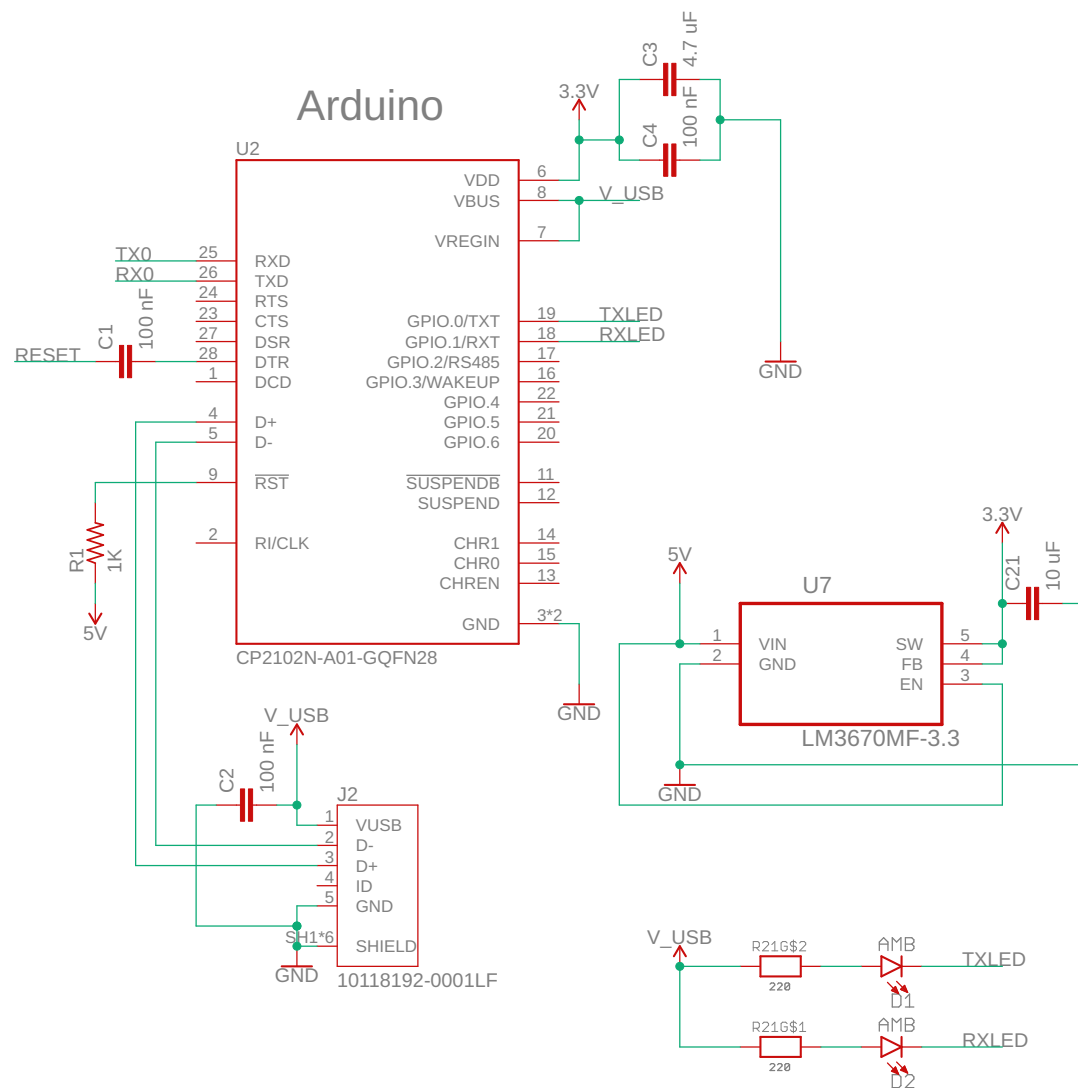 Arduino
U2
TX0
RX0
RESET
C1
100 nF
25
26
24
23
27
28
1
4
5
9
2
RXD
TXD
RTS
CTS
DSR
DTR
DCD
D+
D-
RST
RI/CLK
VDD
VBUS
VREGIN
GPIO.0/TXT
GPIO.1/RXT
GPIO.2/RS485
GPIO.3/WAKEUP
GPIO.4
GPIO.5
GPIO.6
SUSPENDB
SUSPEND
CHR1
CHR0
CHREN
GND
6
8
7
19
18
17
16
22
21
20
11
12
14
15
13
3*2
CP2102N-A01-GQFN28
3.3V
C3
4.7 uF
C4
100 nF
V_USB
TXLED
RXLED
GND
GND
R1
1K
5V
V_USB
C2
100 nF
J2
1
2
3
4
5
SH1*6
VUSB
D-
D+
ID
GND
SHIELD
GND
10118192-0001LF
5V
U7
3.3V
C21
10 uF
1
2
VIN
GND
SW
FB
EN
5
4
3
LM3670MF-3.3
GND
V_USB
R21G$2
220
AMB
D1
TXLED
R21G$1
220
AMB
D2
RXLED